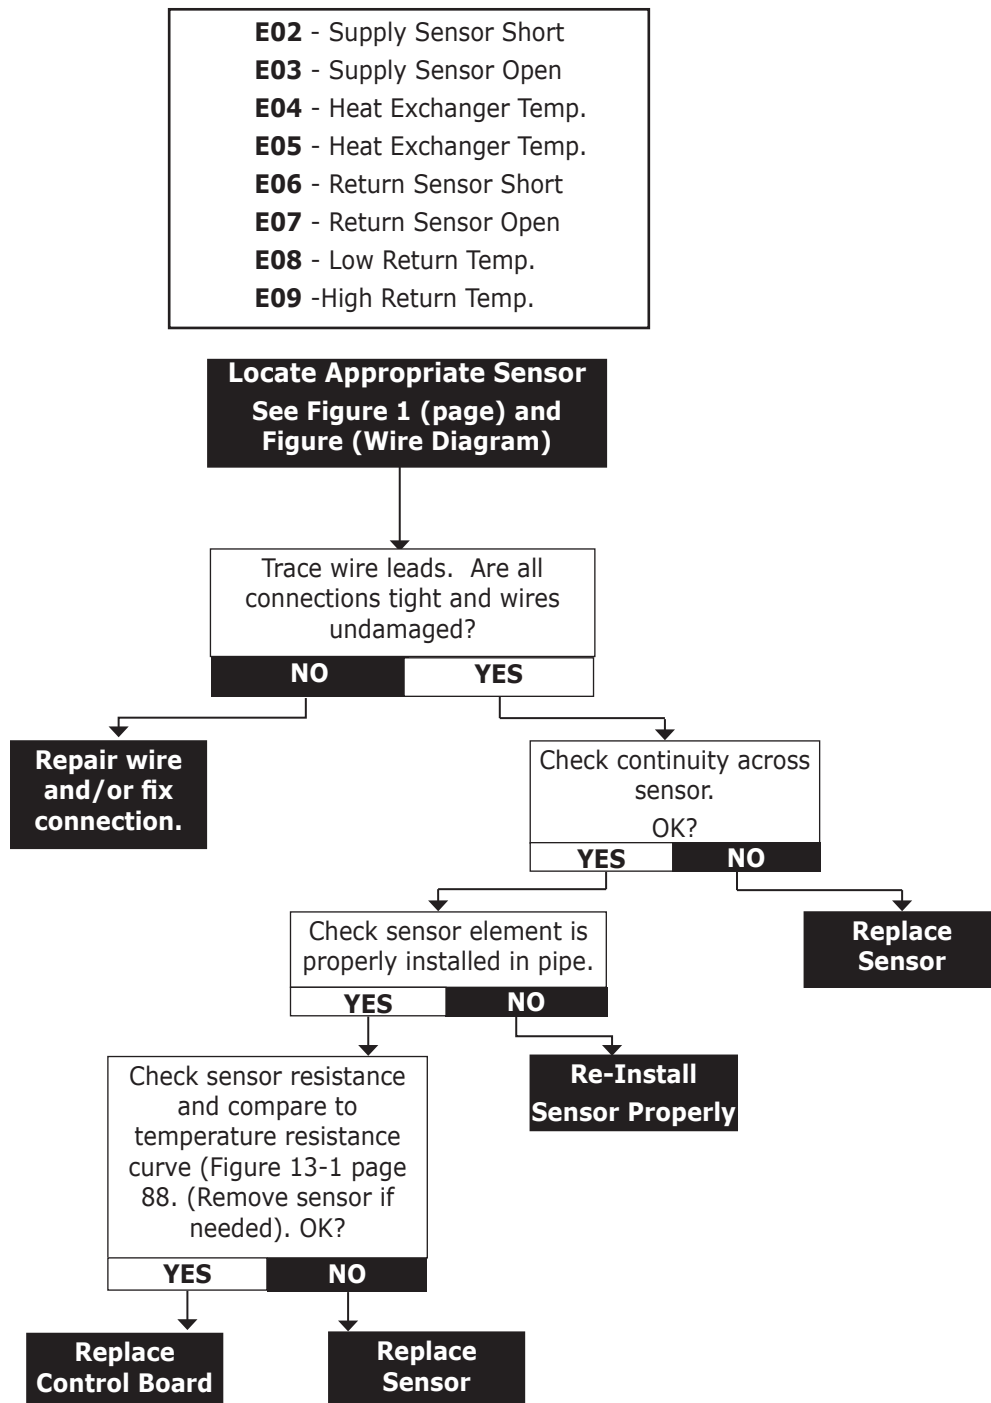 E02 - Supply Sensor Short
E03 - Supply Sensor Open
E04 - Heat Exchanger Temp.
E05 - Heat Exchanger Temp.
E06 - Return Sensor Short
E07 - Return Sensor Open
E08 - Low Return Temp.
E09 -High Return Temp.
Locate Appropriate Sensor
See Figure 1 (page) and
Figure (Wire Diagram)
Trace wire leads. Are all
connections tight and wires
undamaged?
NO
YES
Repair wire
and/or fix
connection.
Check continuity across
sensor.
OK?
YES
NO
Check sensor element is
properly installed in pipe.
YES
NO
Replace
Sensor
Check sensor resistance
and compare to
temperature resistance
curve (Figure 13-1 page
88. (Remove sensor if
needed). OK?
YES
NO
Re-Install
Sensor Properly
Replace
Control Board
Replace
Sensor